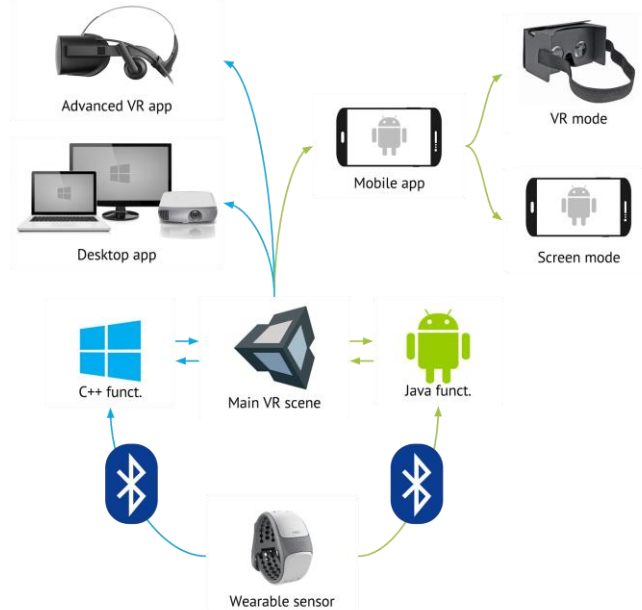 Advanced VR app
VR mode
Mobile app
Desktop app
Screen mode
C++ funct.
Main VR scene
Java funct.
Wearable sensor